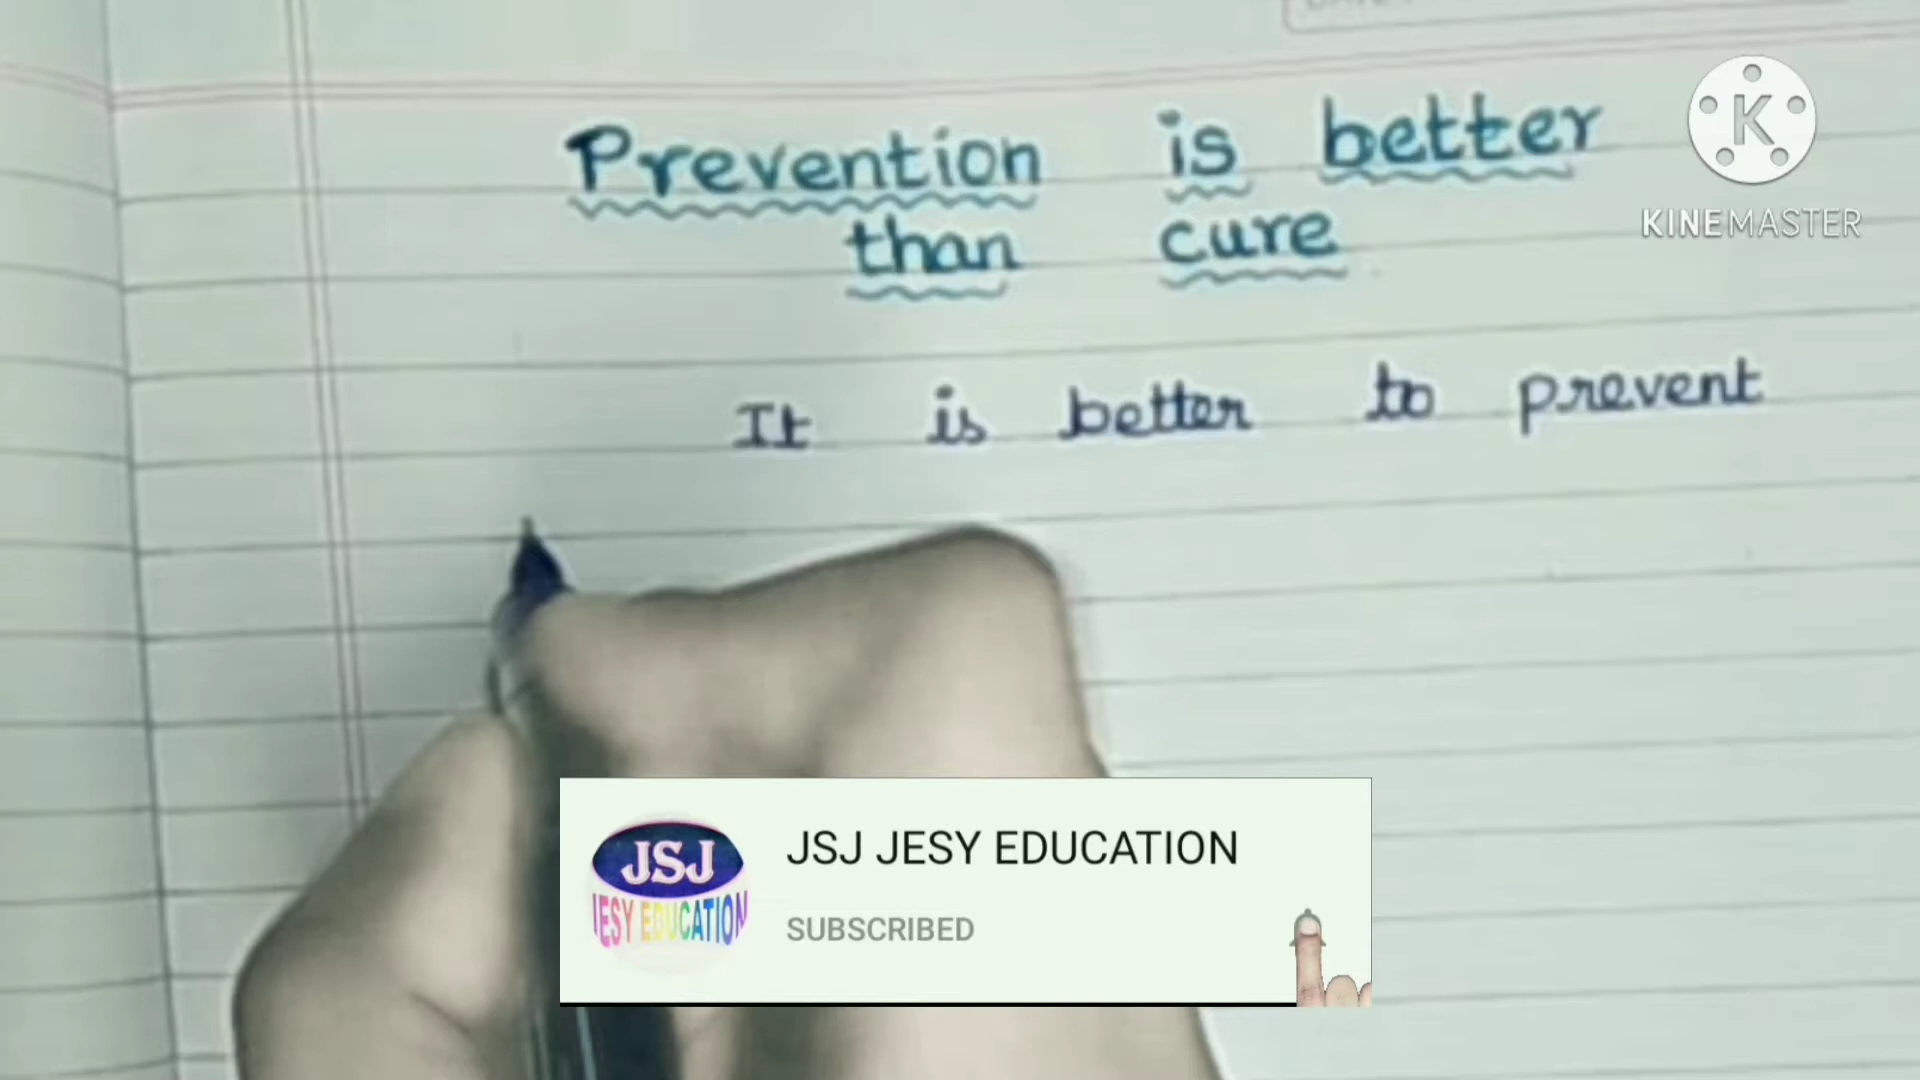 Prevention is better
than cure
It is better to prevent
KINEMASTER
JSJ
JESY EDUCATION
JSJ JESY EDUCATION
SUBSCRIBED